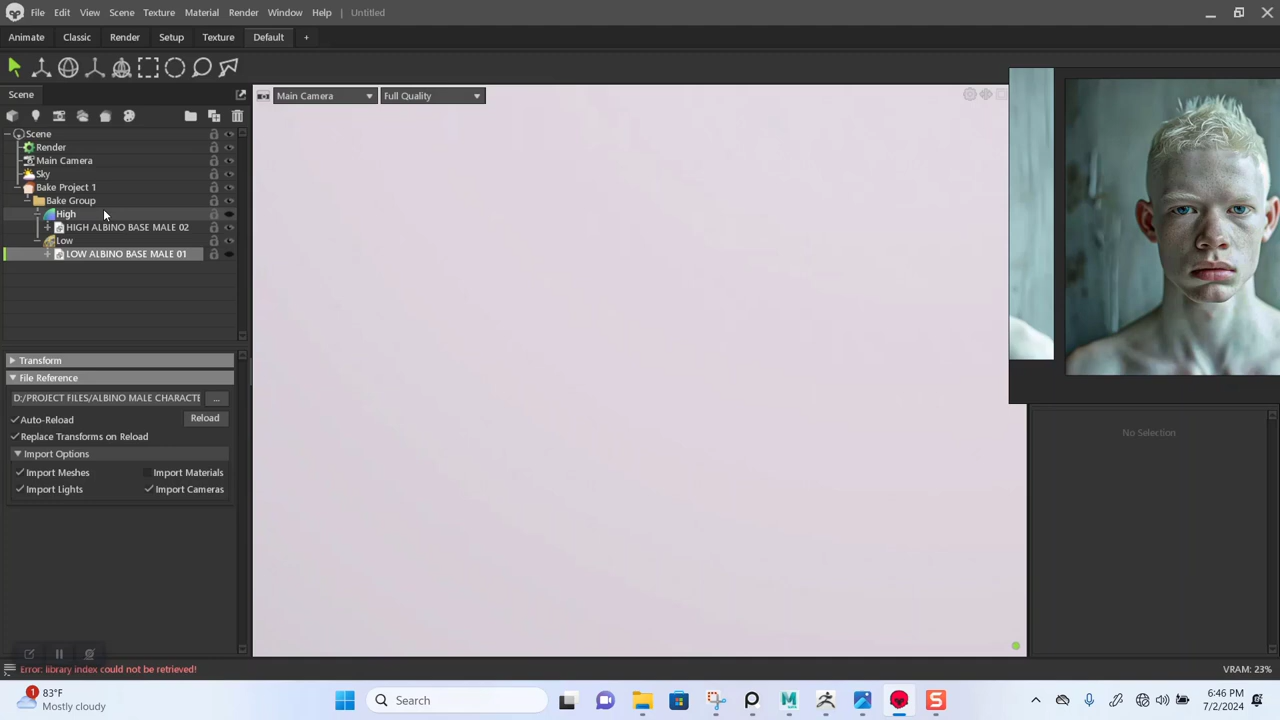 File Edit View Scene Texture Material Render Window Help Untitled
Animate Classic Render Setup Texture Default +
Scene
Main Camera Full Quality
Scene
Render
Main Camera
Sky
Bake Project 1
Bake Group
High
HIGH ALBINO BASE MALE 02
Low
LOW ALBINO BASE MALE 01
Transform
File Reference
D:/PROJECT FILES/ALBINO MALE CHARACTE ...
Auto-Reload Reload
Replace Transforms on Reload
Import Options
Import Meshes Import Materials
Import Lights Import Cameras
No Selection
Error: library index could not be retrieved!
VRAM: 23%
1 83°F
Mostly cloudy
Search
6:46 PM
7/2/2024